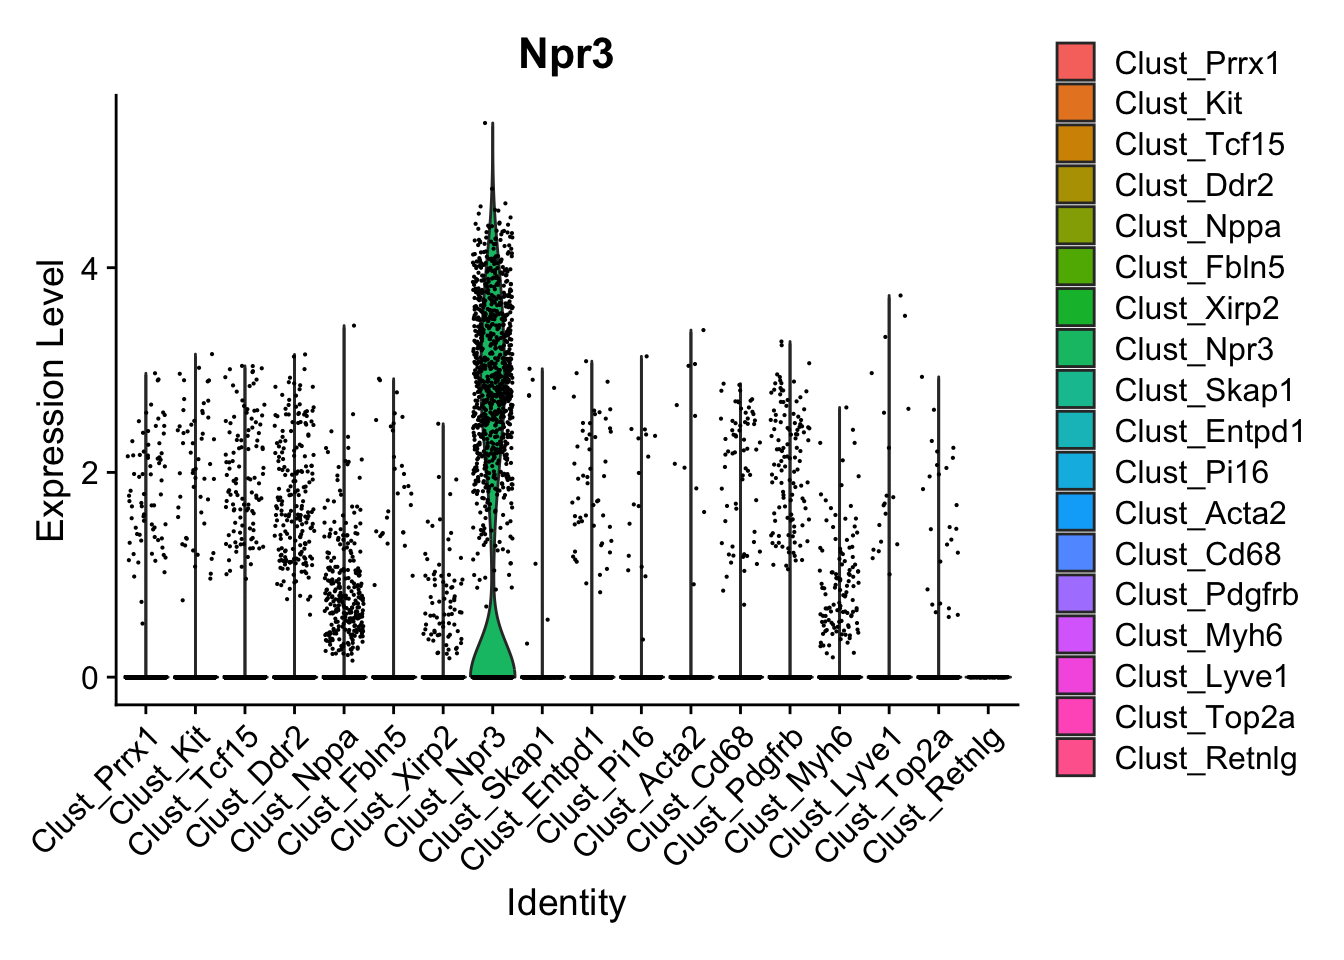 Npr3
Expression Level
4
2
0
Clust_Prrx1
Clust_Kit
Clust_Tcf15
Clust_Ddr2
Clust_Nppa
Clust_Fbln5
Clust_Xirp2
Clust_Npr3
Clust_Skap1
Clust_Entpd1
Clust_Pi16
Clust_Acta2
Clust_Cd68
Clust_Pdgfrb
Clust_Myh6
Clust_Lyve1
Clust_Top2a
Clust_Retnlg
Identity
Clust_Prrx1
Clust_Kit
Clust_Tcf15
Clust_Ddr2
Clust_Nppa
Clust_Fbln5
Clust_Xirp2
Clust_Npr3
Clust_Skap1
Clust_Entpd1
Clust_Pi16
Clust_Acta2
Clust_Cd68
Clust_Pdgfrb
Clust_Myh6
Clust_Lyve1
Clust_Top2a
Clust_Retnlg